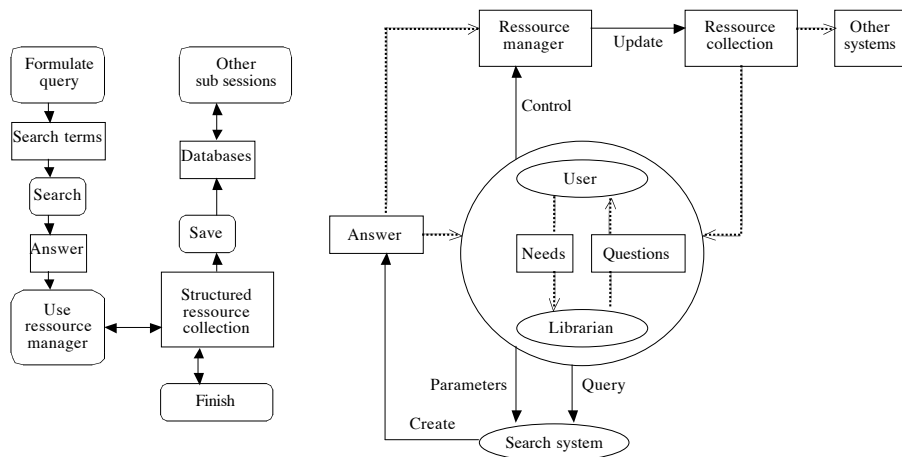 Formulate
query
Search terms
Search
Answer
Use
ressource
manager
Other
sub sessions
Databases
Save
Structured
ressource
collection
Finish
Ressource
manager
Update
Ressource
collection
Other
systems
Control
User
Answer
Needs
Questions
Librarian
Parameters
Query
Create
Search system